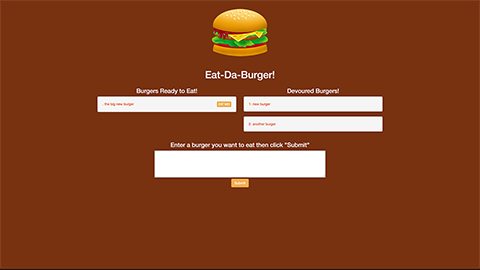 Eat-Da-Burger!
Burgers Ready to Eat!
Devoured Burgers!
. the big new burger
EAT ME!
1. new burger
2. another burger
Enter a burger you want to eat then click "Submit"
Submit